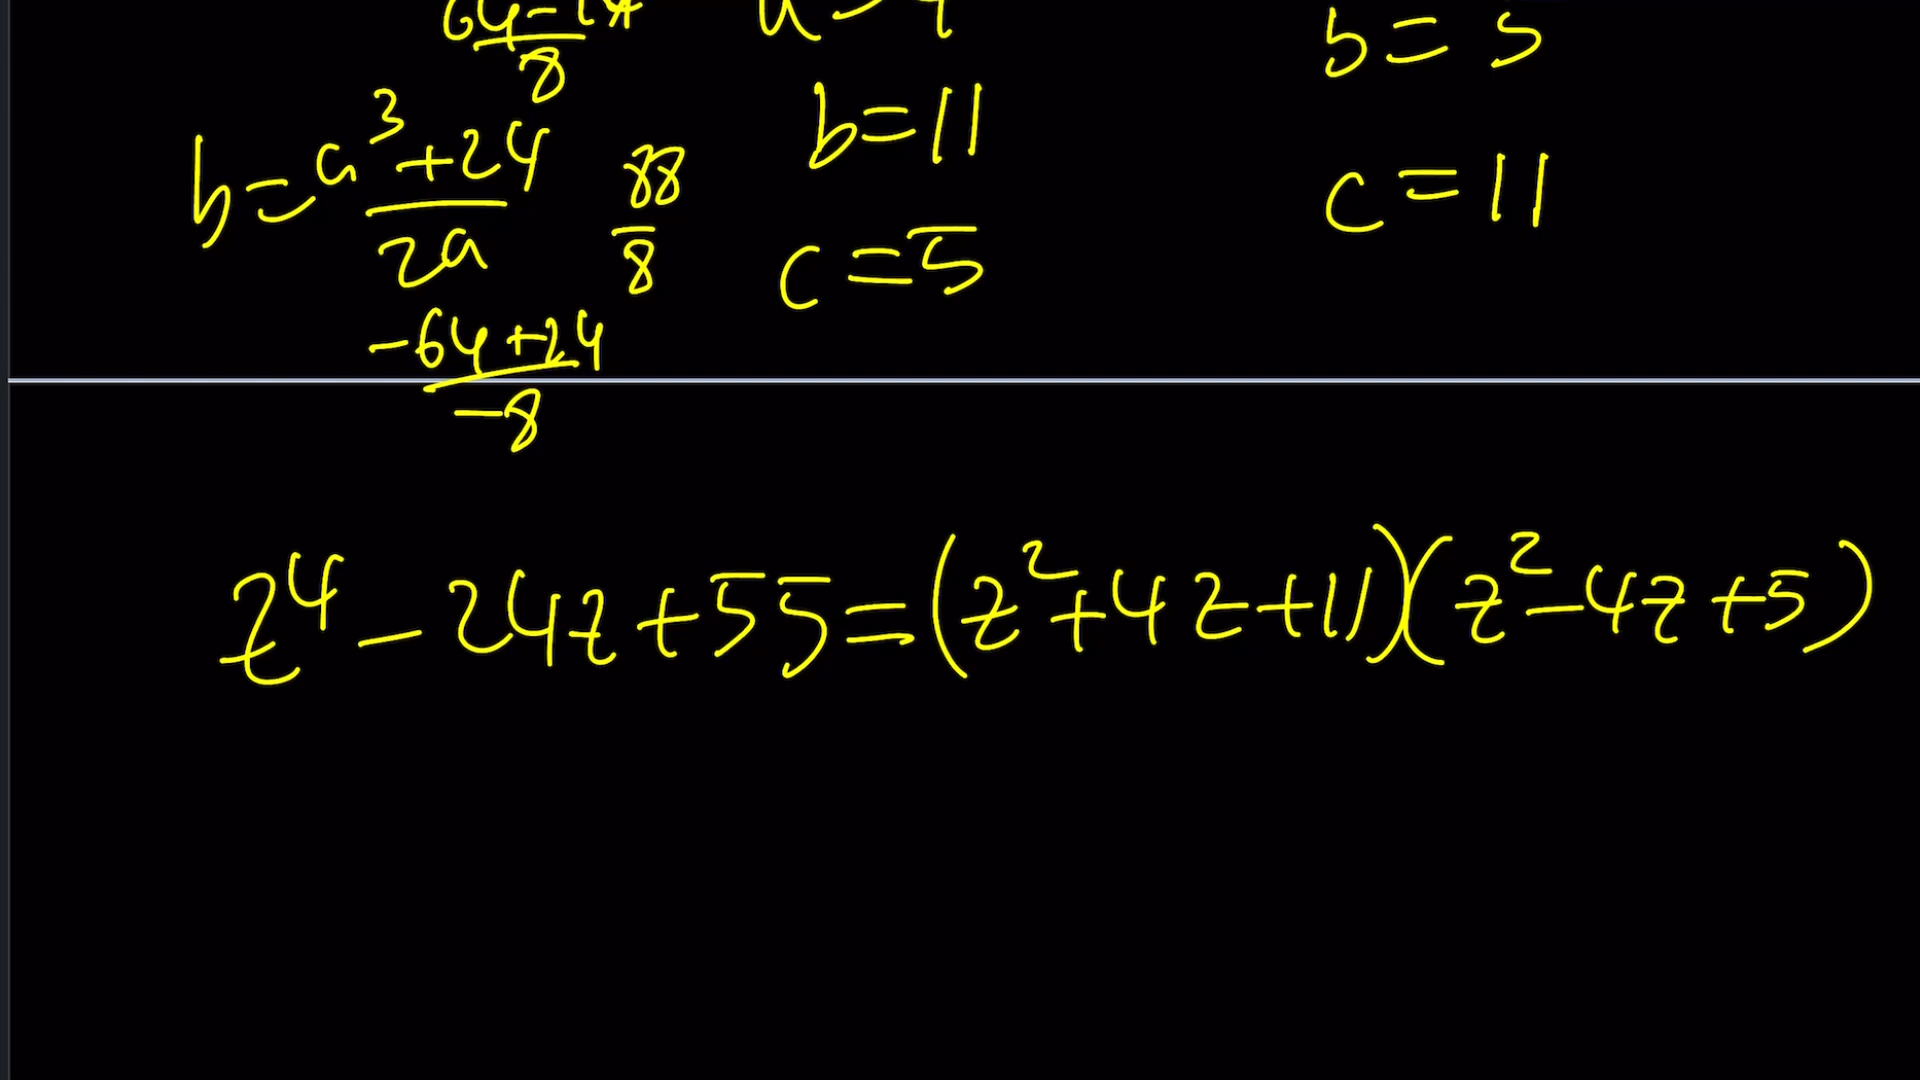 b = 5
8
b = 11
b = a³ + 24
2a
88
8
c = 5
c = 11
-64 + 24
-8
z⁴ - 24z + 55 = (z² + 4z + 11)(z² - 4z + 5)